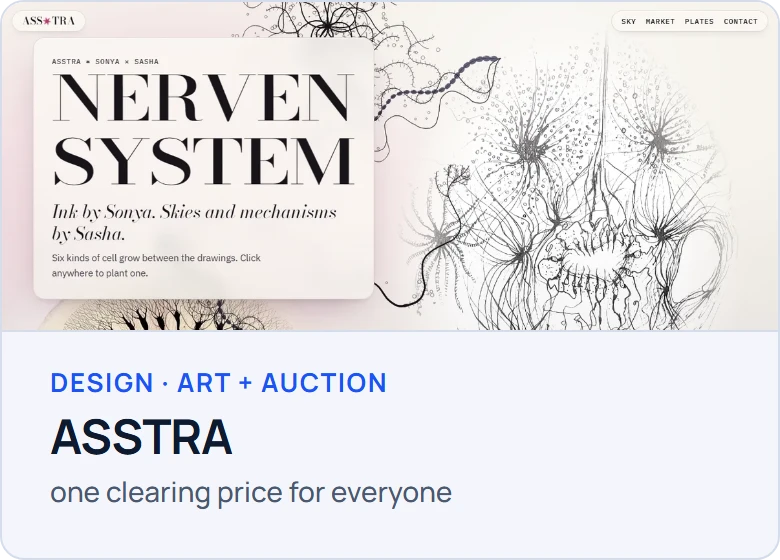 ASS✷TRA
SKY MARKET PLATES CONTACT
ASSTRA ✷ SONYA × SASHA
NERVEN
SYSTEM
Ink by Sonya. Skies and mechanisms
by Sasha.
Six kinds of cell grow between the drawings. Click
anywhere to plant one.
DESIGN · ART + AUCTION
ASSTRA
one clearing price for everyone